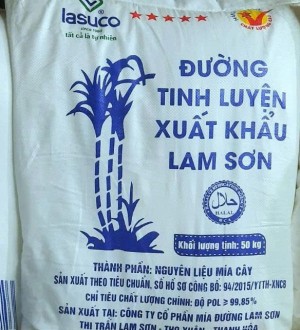 lasuco
tất cả là tự nhiên
ĐƯỜNG
TINH LUYỆN
XUẤT KHẨU
LAM SƠN
حلال
HALAL
Khối lượng tịnh: 50 kg
THÀNH PHẦN: NGUYÊN LIỆU MÍA CÂY
SẢN XUẤT THEO TIÊU CHUẨN, SỐ HỒ SƠ CÔNG BỐ: 94/2015/YTTH-XNCB
CHỈ TIÊU CHẤT LƯỢNG CHÍNH: ĐỘ POL ≥ 99,85%
SẢN XUẤT TẠI: CÔNG TY CP MÍA ĐƯỜNG LAM SƠN
THỊ TRẤN LAM SƠN - THỌ XUÂN - THANH HÓA